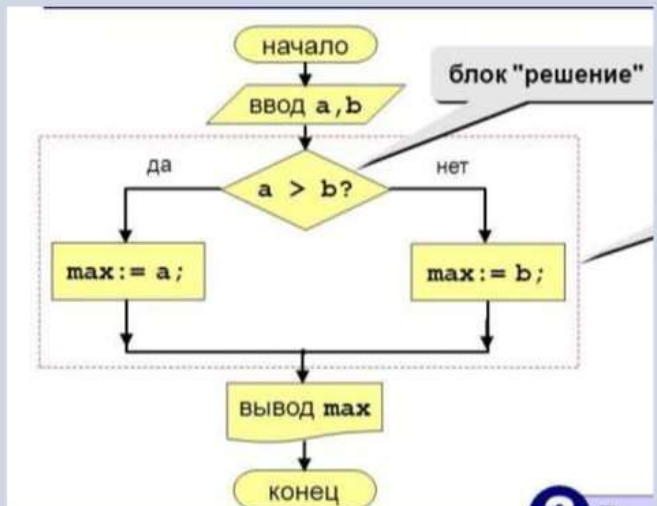 начало
ввод a,b
блок "решение"
да
a > b?
нет
max:= a;
max:= b;
вывод max
конец